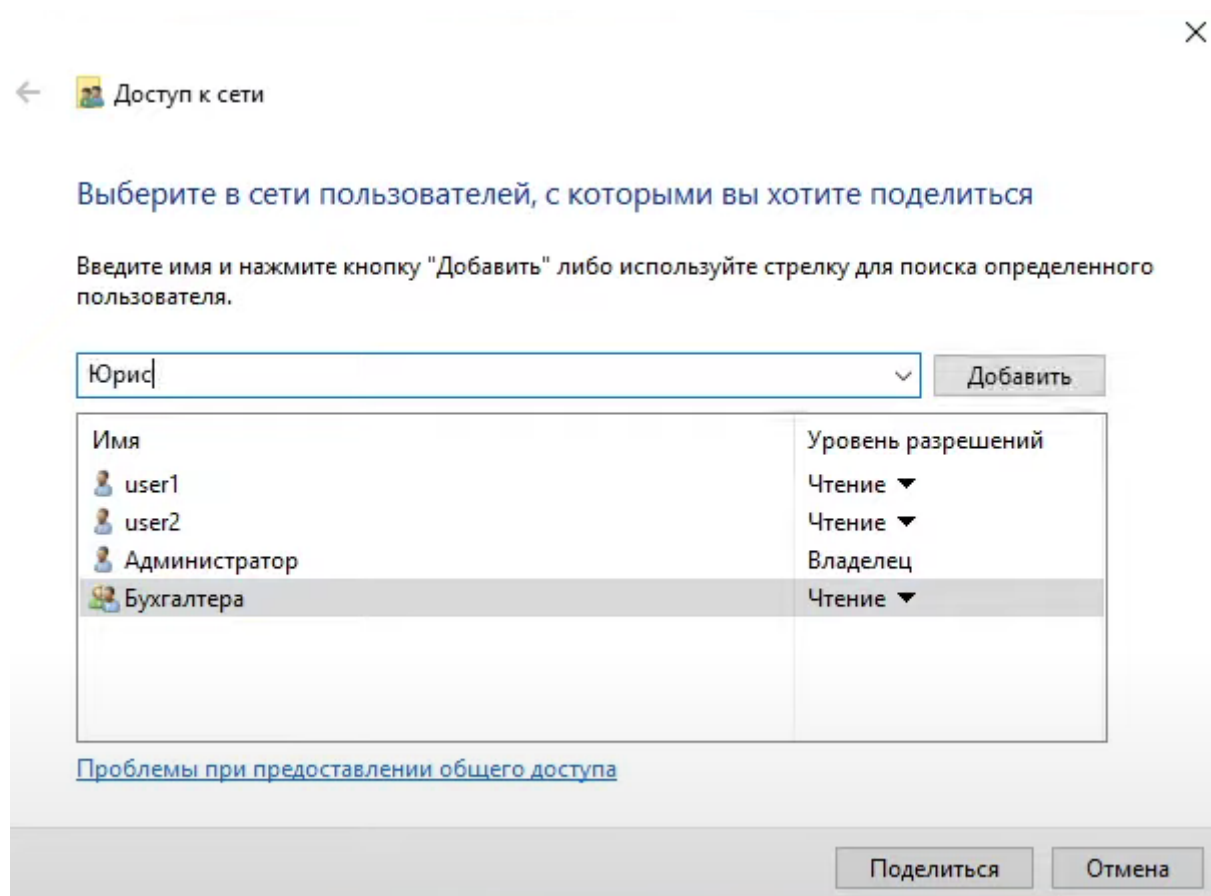 Доступ к сети
Выберите в сети пользователей, с которыми вы хотите поделиться
Введите имя и нажмите кнопку "Добавить" либо используйте стрелку для поиска определенного
пользователя.
Юрис
Добавить
Имя Уровень разрешений
user1 Чтение
user2 Чтение
Администратор Владелец
Бухгалтера Чтение
Проблемы при предоставлении общего доступа
Поделиться Отмена